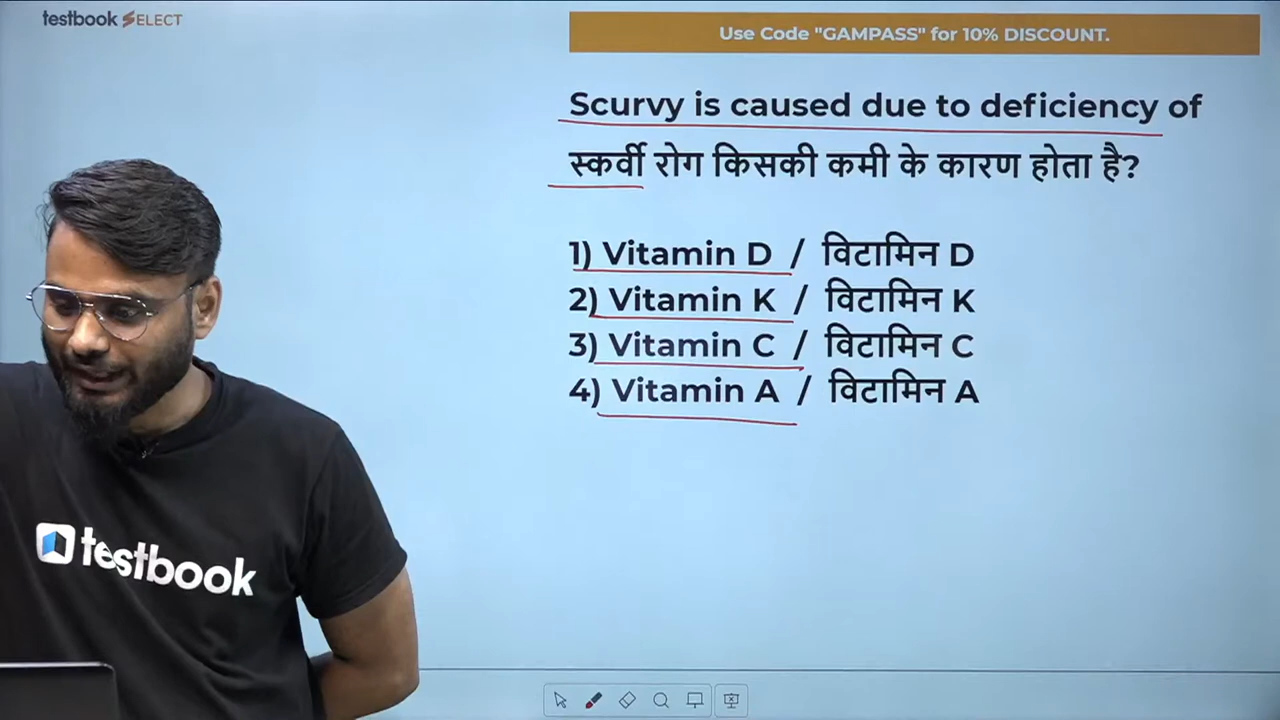 testbook SELECT
Use Code "GAMPASS" for 10% DISCOUNT.
Scurvy is caused due to deficiency of
स्कर्वी रोग किसकी कमी के कारण होता है?
1) Vitamin D / विटामिन D
2) Vitamin K / विटामिन K
3) Vitamin C / विटामिन C
4) Vitamin A / विटामिन A
testbook